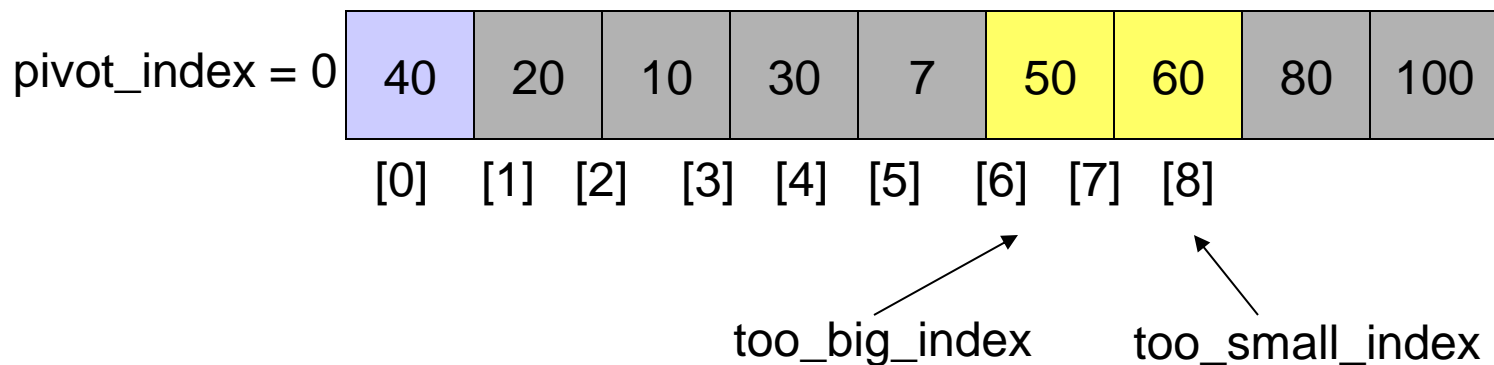 pivot_index = 0 40 20 10 30 7 50 60 80 100
[0] [1] [2] [3] [4] [5] [6] [7] [8]
too_big_index too_small_index